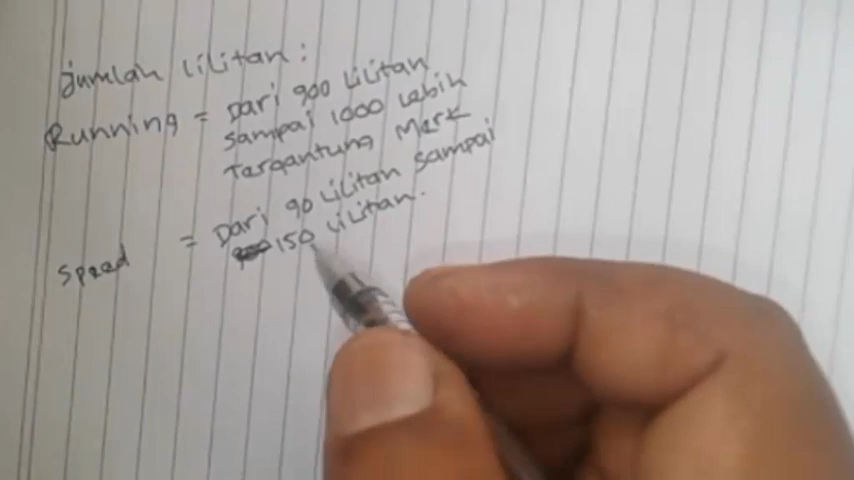 Jumlah lilitan :
Running = Dari 900 lilitan
sampai 1000 lebih
Tergantung Merk
Speed = Dari 90 lilitan sampai
150 lilitan.